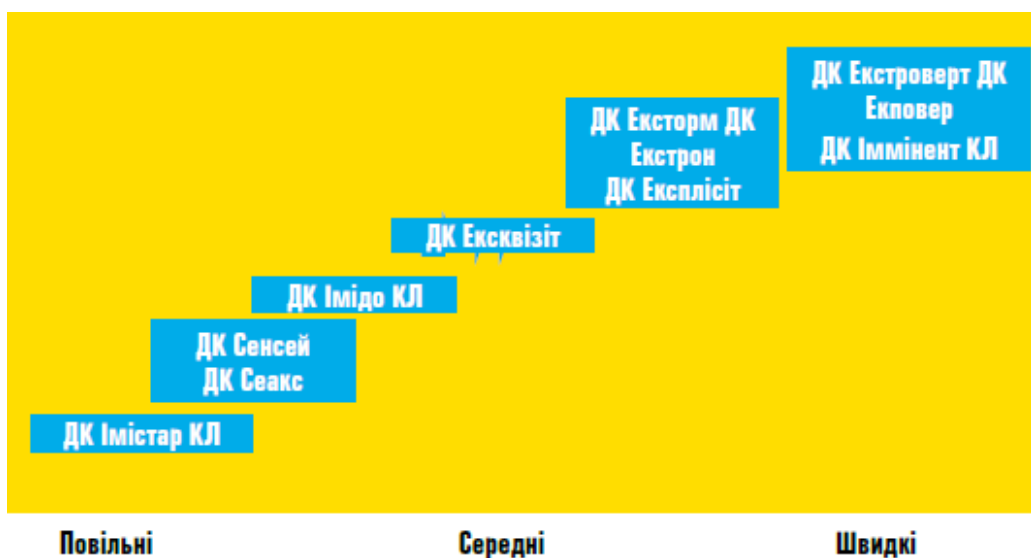 ДК Екстроверт ДК
Екповер
ДК Іммінент КЛ
ДК Ексторм ДК
Екстрон
ДК Експлісіт
ДК Ексквізіт
ДК Імідо КЛ
ДК Сенсей
ДК Сеакс
ДК Імістар КЛ
Повільні
Середні
Швидкі